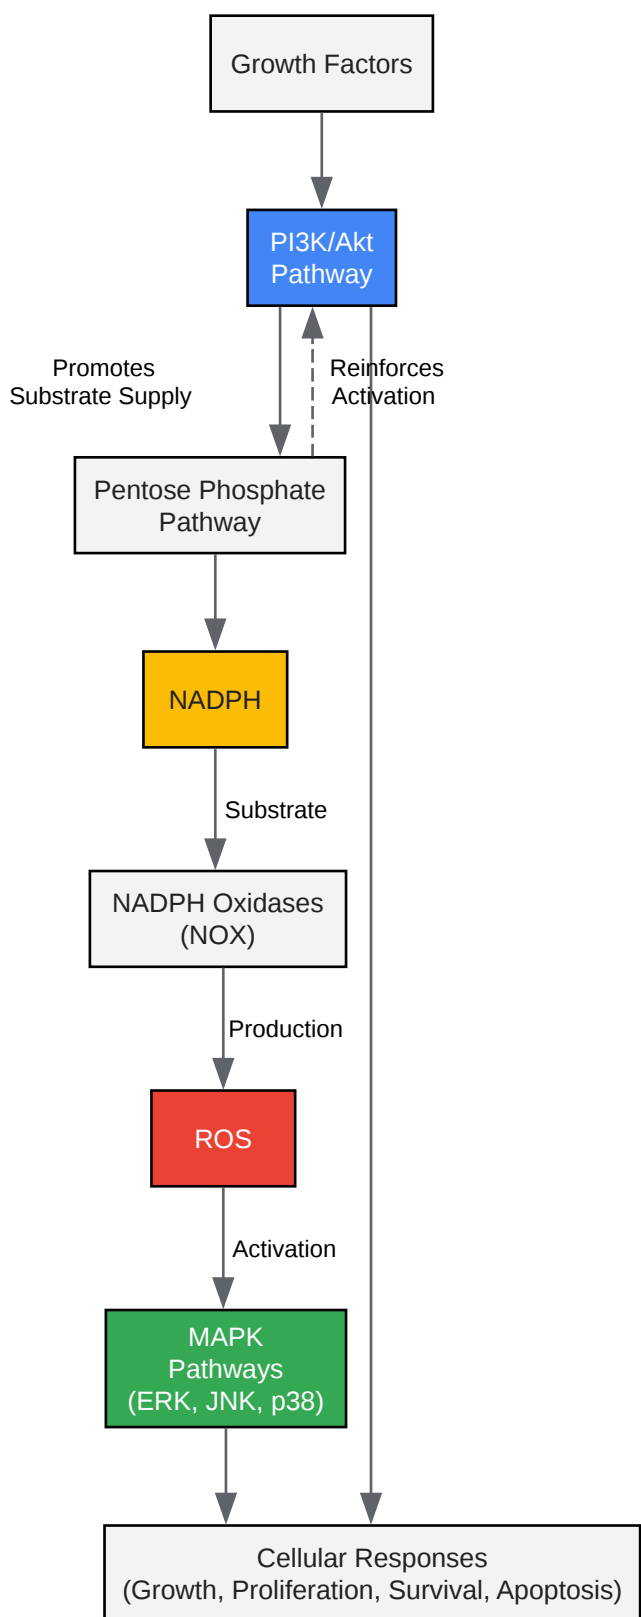 Growth Factors
PI3K/Akt
Pathway
Promotes
Substrate Supply
Reinforces
Activation
Pentose Phosphate
Pathway
NADPH
Substrate
NADPH Oxidases
(NOX)
Production
ROS
Activation
MAPK
Pathways
(ERK, JNK, p38)
Cellular Responses
(Growth, Proliferation, Survival, Apoptosis)